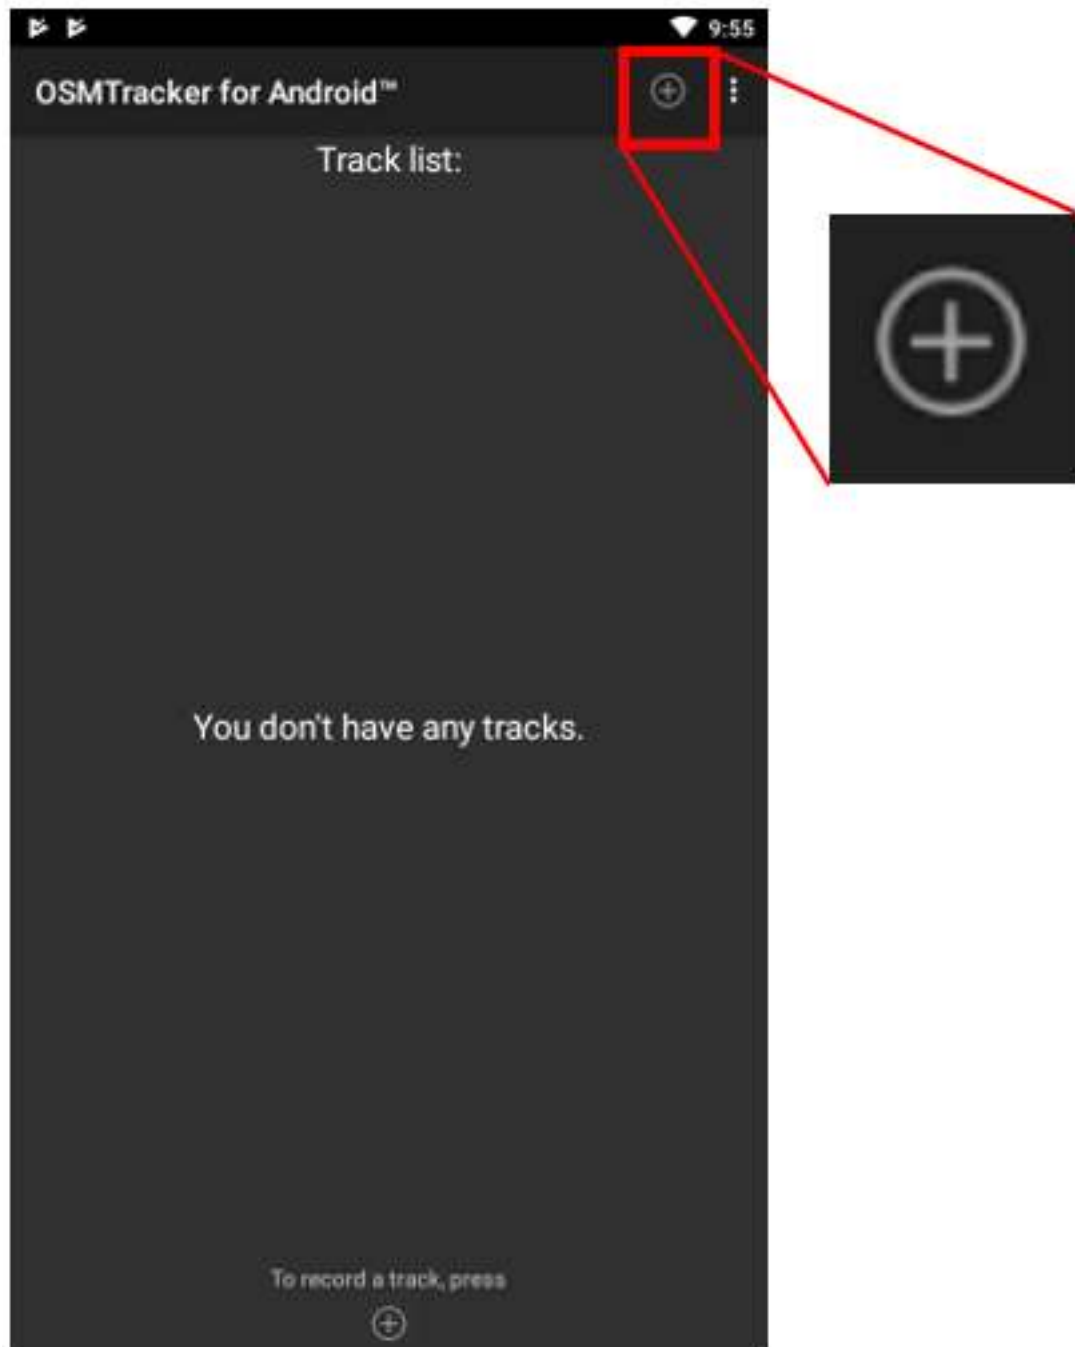 9:55
OSMTracker for Android™
Track list:
You don't have any tracks.
To record a track, press